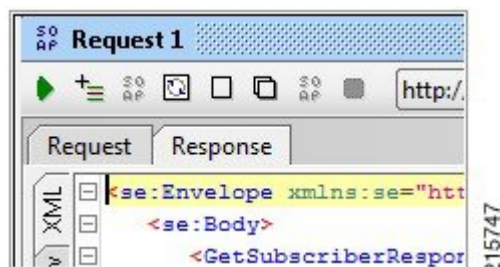 SO AP Request 1
SO AP SO AP http:/
Request Response
XML
<se:Envelope xmlns:se="htt
<se:Body>
<GetSubscriberRespor
215747